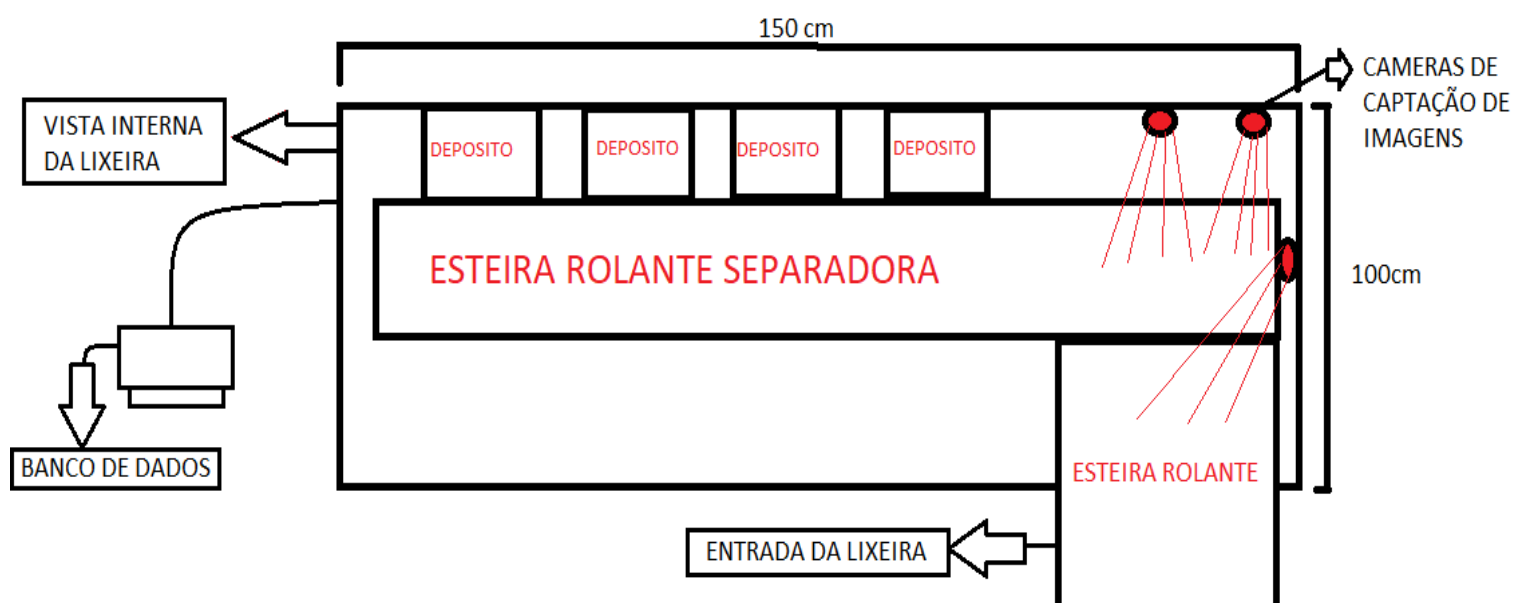 150 cm
CAMERAS DE
CAPTAÇÃO DE
IMAGENS
VISTA INTERNA
DA LIXEIRA
DEPOSITO
DEPOSITO
DEPOSITO
DEPOSITO
ESTEIRA ROLANTE SEPARADORA
100cm
BANCO DE DADOS
ESTEIRA ROLANTE
ENTRADA DA LIXEIRA